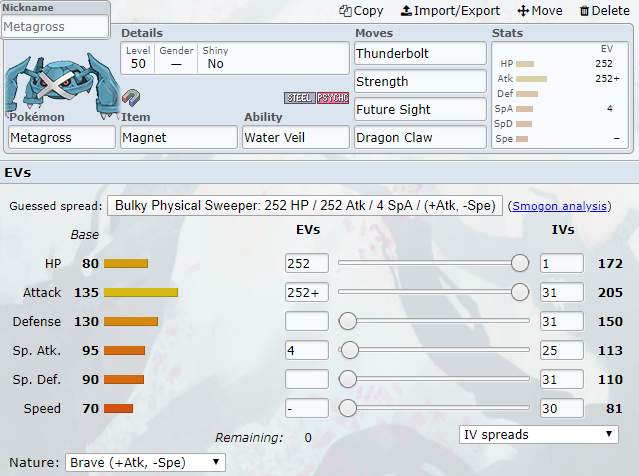 Nickname
Metagross
Copy Import/Export Move Delete
Details
Level Gender Shiny
50 — No
Moves
Thunderbolt
Strength
Future Sight
Dragon Claw
Stats
EV
HP 252
Atk 252+
Def
SpA 4
SpD
Spe –
STEEL PSYCHC
Pokémon Item Ability
Metagross Magnet Water Veil
EVs
Guessed spread: Bulky Physical Sweeper: 252 HP / 252 Atk / 4 SpA / (+Atk, -Spe) (Smogon analysis)
Base EVs IVs
HP 80 252 1 172
Attack 135 252+ 31 205
Defense 130 31 150
Sp. Atk. 95 4 25 113
Sp. Def. 90 31 110
Speed 70 - 30 81
Remaining: 0 IV spreads
Nature: Brave (+Atk, -Spe)